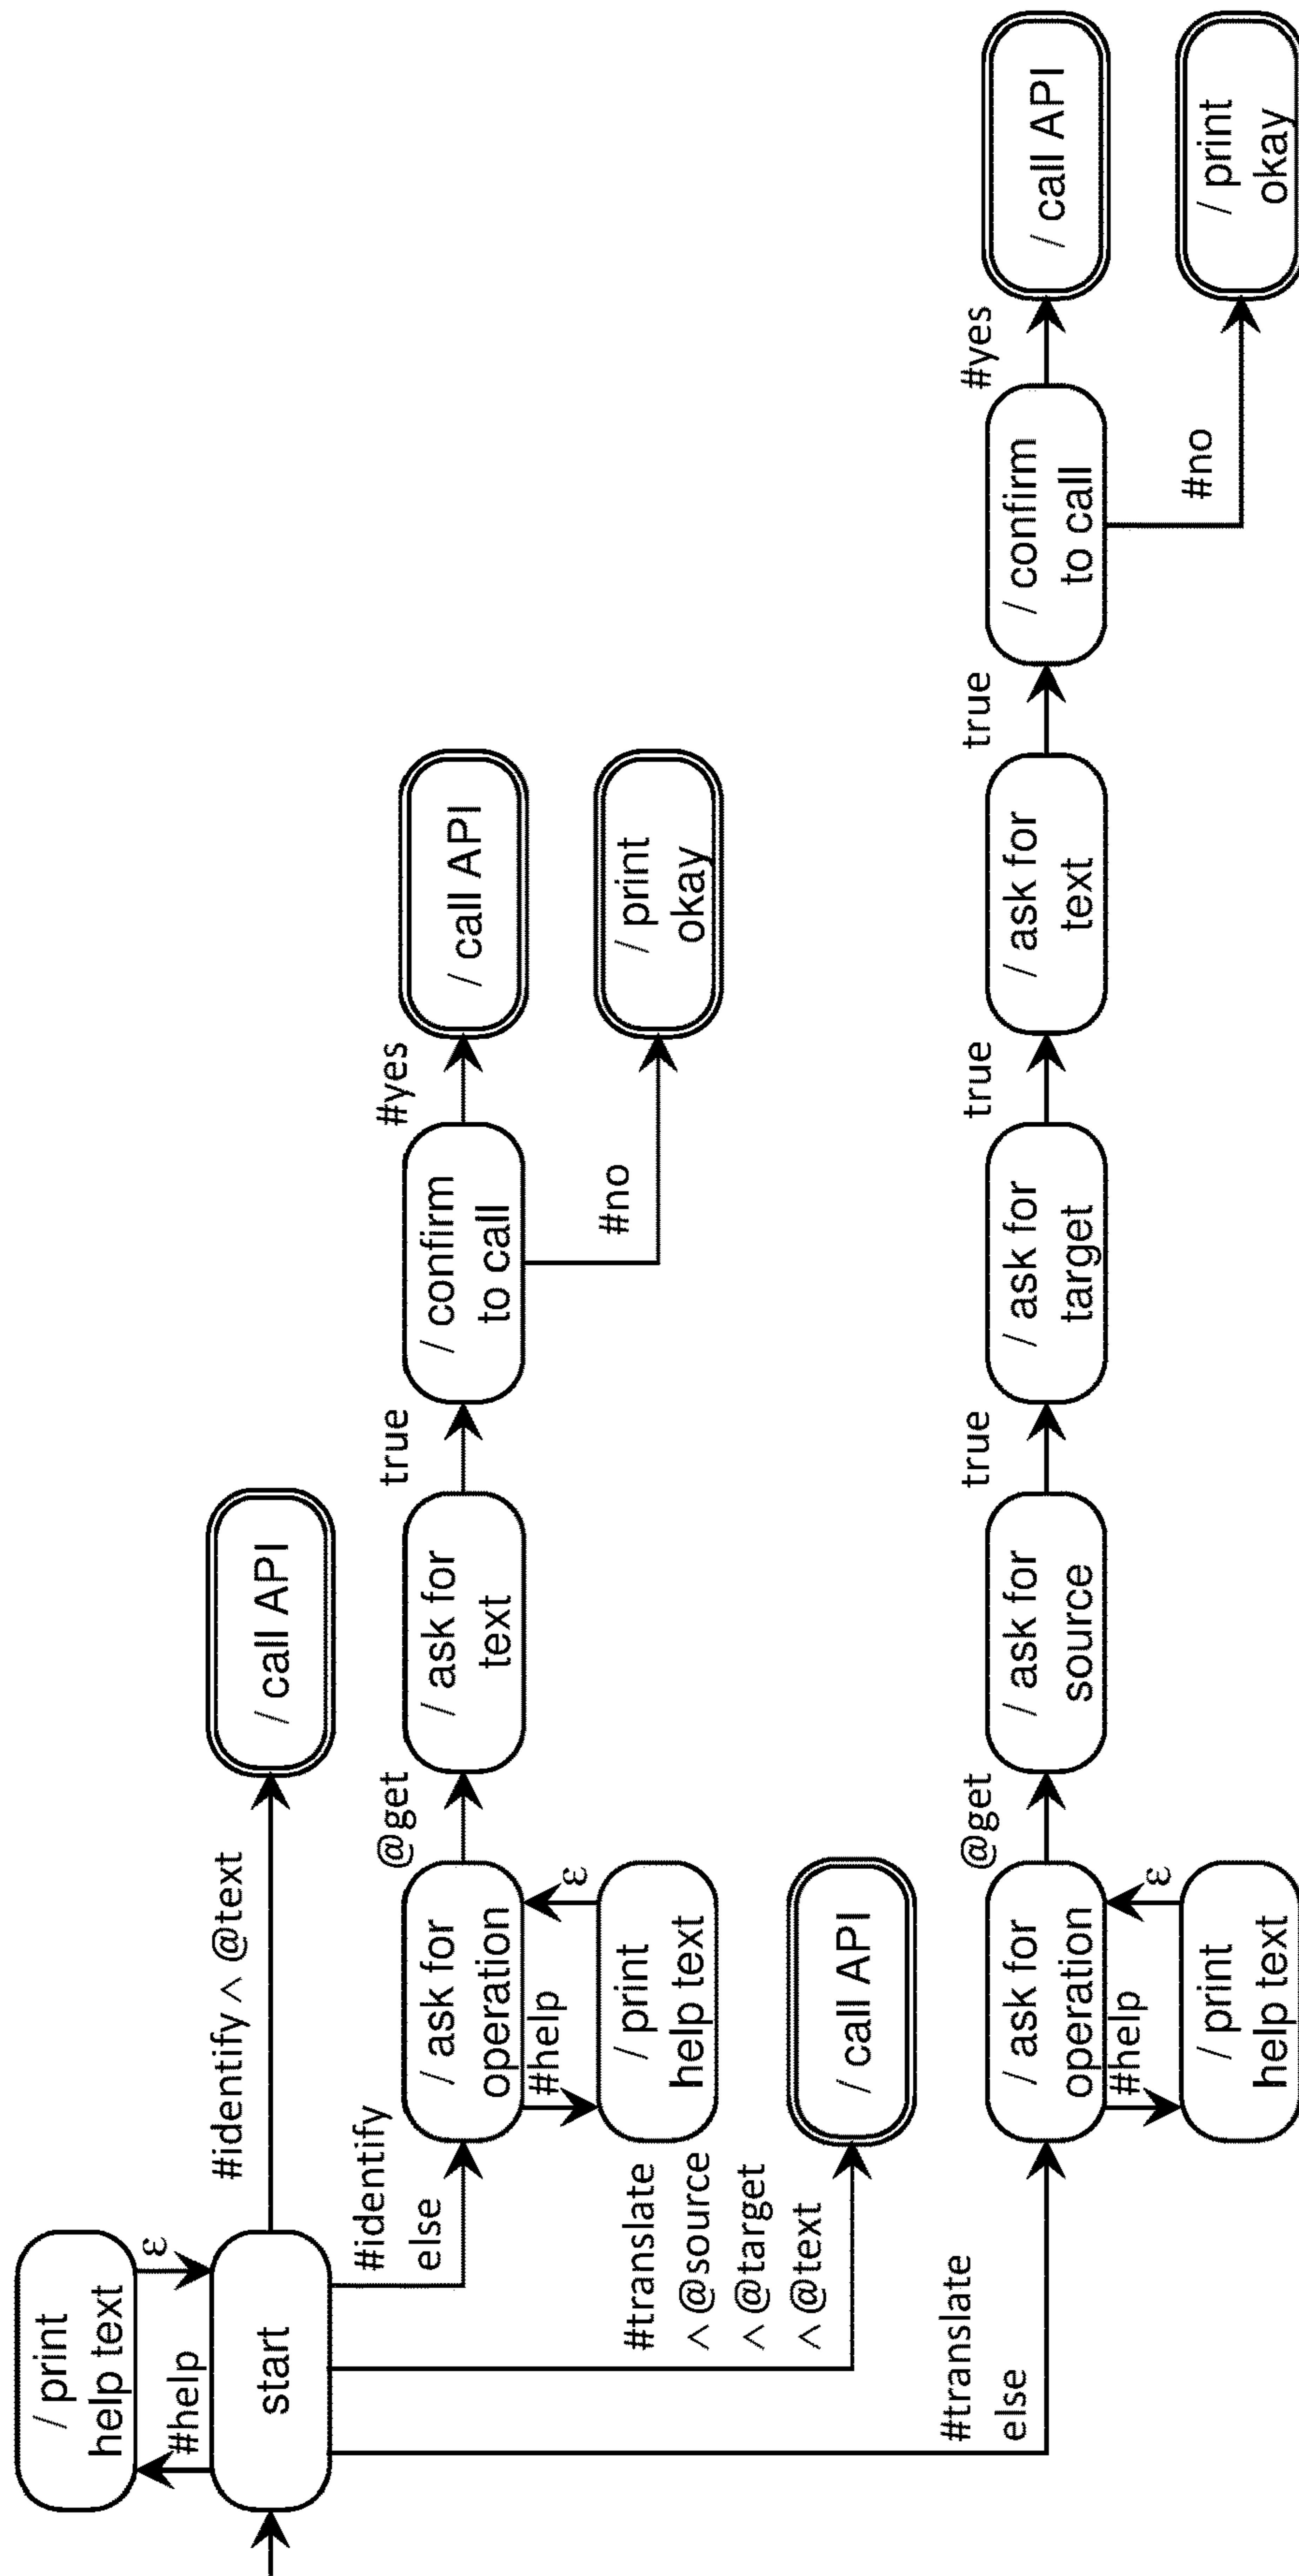 / print
help text
#help
ε
start
#identify ∧ @text
/ call API
#identify
else
/ ask for
operation
#help
ε
/ print
help text
@get
/ ask for
text
true
/ confirm
to call
#yes
/ call API
#no
/ print
okay
#translate
∧ @source
∧ @target
∧ @text
/ call API
#translate
else
/ ask for
operation
#help
ε
/ print
help text
@get
/ ask for
source
true
/ ask for
target
true
/ ask for
text
true
/ confirm
to call
#yes
/ call API
#no
/ print
okay